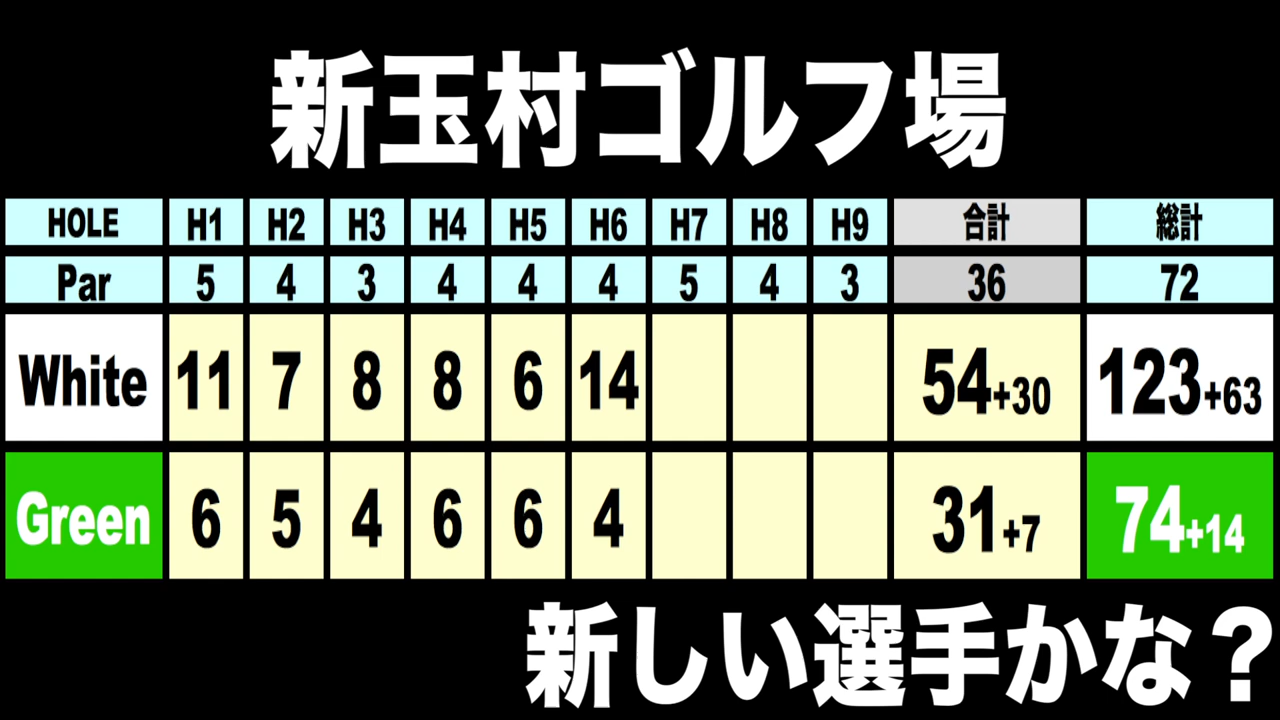 新玉村ゴルフ場
HOLE H1 H2 H3 H4 H5 H6 H7 H8 H9 合計 総計
Par 5 4 3 4 4 4 5 4 3 36 72
White 11 7 8 8 6 14 54+30 123+63
Green 6 5 4 6 6 4 31+7 74+14
新しい選手かな？